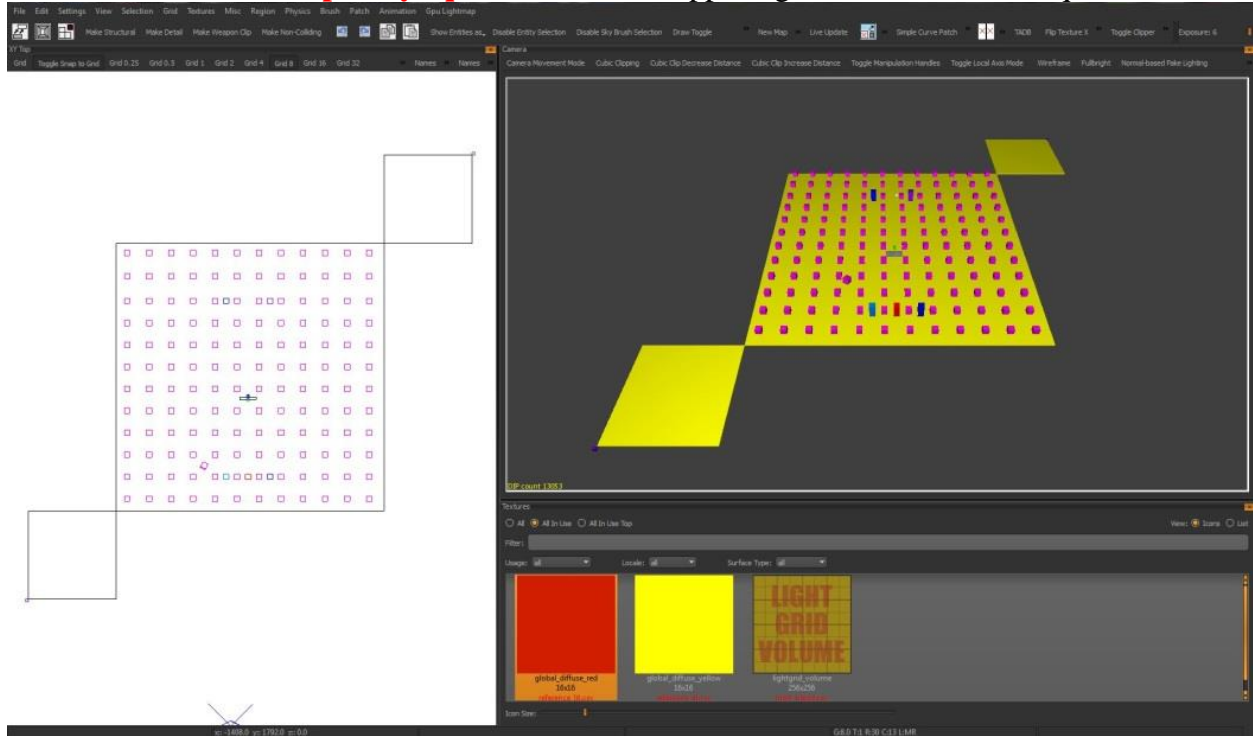 File Edit Settings View Selection Grid Textures Misc Region Physics Brush Patch Animation Gpu Lightmap
Make Structural Make Detail Make Weapon Clip Make Non-Colliding Show Entities as.. Disable Entity Selection Disable Sky Brush Selection Draw Toggle New Map Live Update Simple Curve Patch TADB Flip Texture X Toggle Clipper Exposure: 6
XY Top
Grid Toggle Snap to Grid Grid 0.25 Grid 0.5 Grid 1 Grid 2 Grid 4 Grid 8 Grid 16 Grid 32 Names Names
Camera
Camera Movement Mode Cubic Clipping Cubic Clip Decrease Distance Cubic Clip Increase Distance Toggle Manipulation Handles Toggle Local Axis Mode Wireframe Fullbright Normal-based Fake Lighting
DIP count 13053
Textures
All All In Use All In Use Top View: Icons List
Filter:
Usage: all Locale: all Surface Type: all
LIGHT
GRID
VOLUME
global_diffuse_red global_diffuse_yellow lightgrid_volume
16x16 16x16 256x256
Icon Size:
x: -1408.0 y: 1792.0 z: 0.0 G:8.0 T:1 R:30 C:13 L:MR